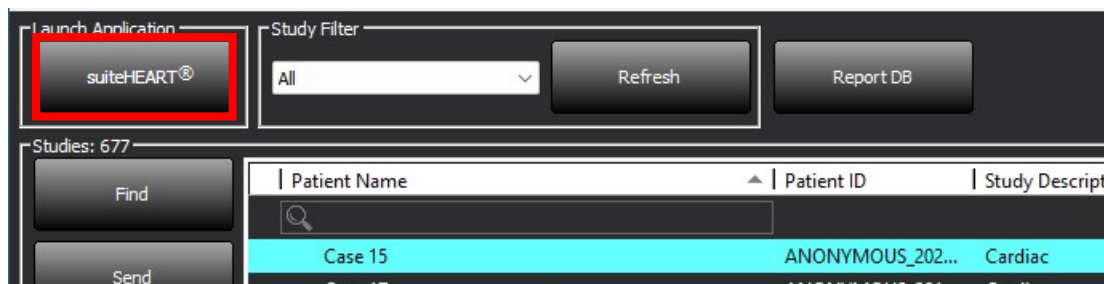 Launch Application
Study Filter
suiteHEART®
All
Refresh
Report DB
Studies: 677
Find
Patient Name
Patient ID
Study Descript
Case 15
ANONYMOUS_202...
Cardiac
Send